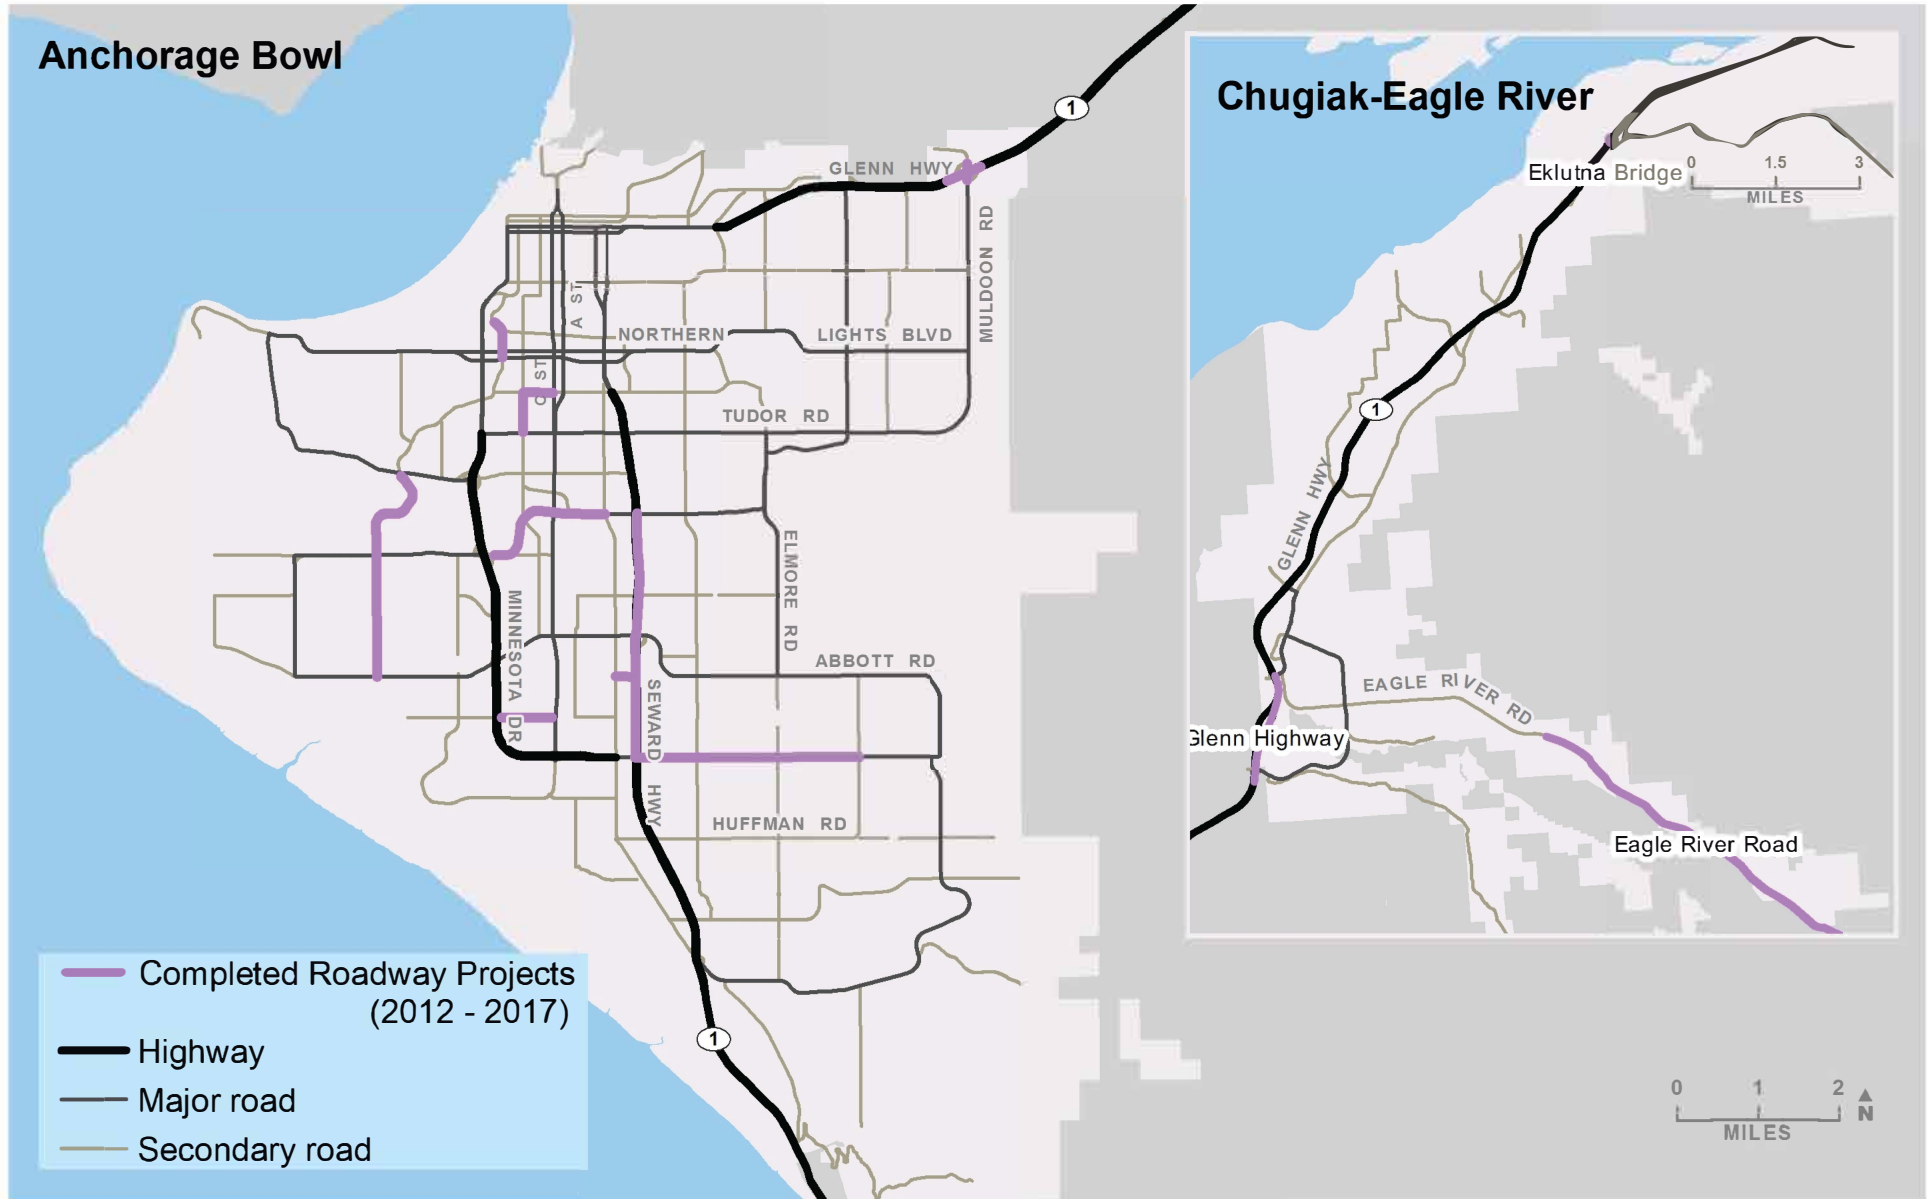 Anchorage Bowl
1
Chugiak-Eagle River
GLENN HWY
Eklutna Bridge
0 1.5 3
MILES
MULDOON RD
A ST
NORTHERN LIGHTS BLVD
C ST
TUDOR RD
1
GLENN HWY
ELMORE RD
MINNESOTA DR
ABBOTT RD
SEWARD HWY
EAGLE RIVER RD
Glenn Highway
HUFFMAN RD
Eagle River Road
Completed Roadway Projects
(2012 - 2017)
Highway
Major road
Secondary road
1
0 1 2
MILES
N